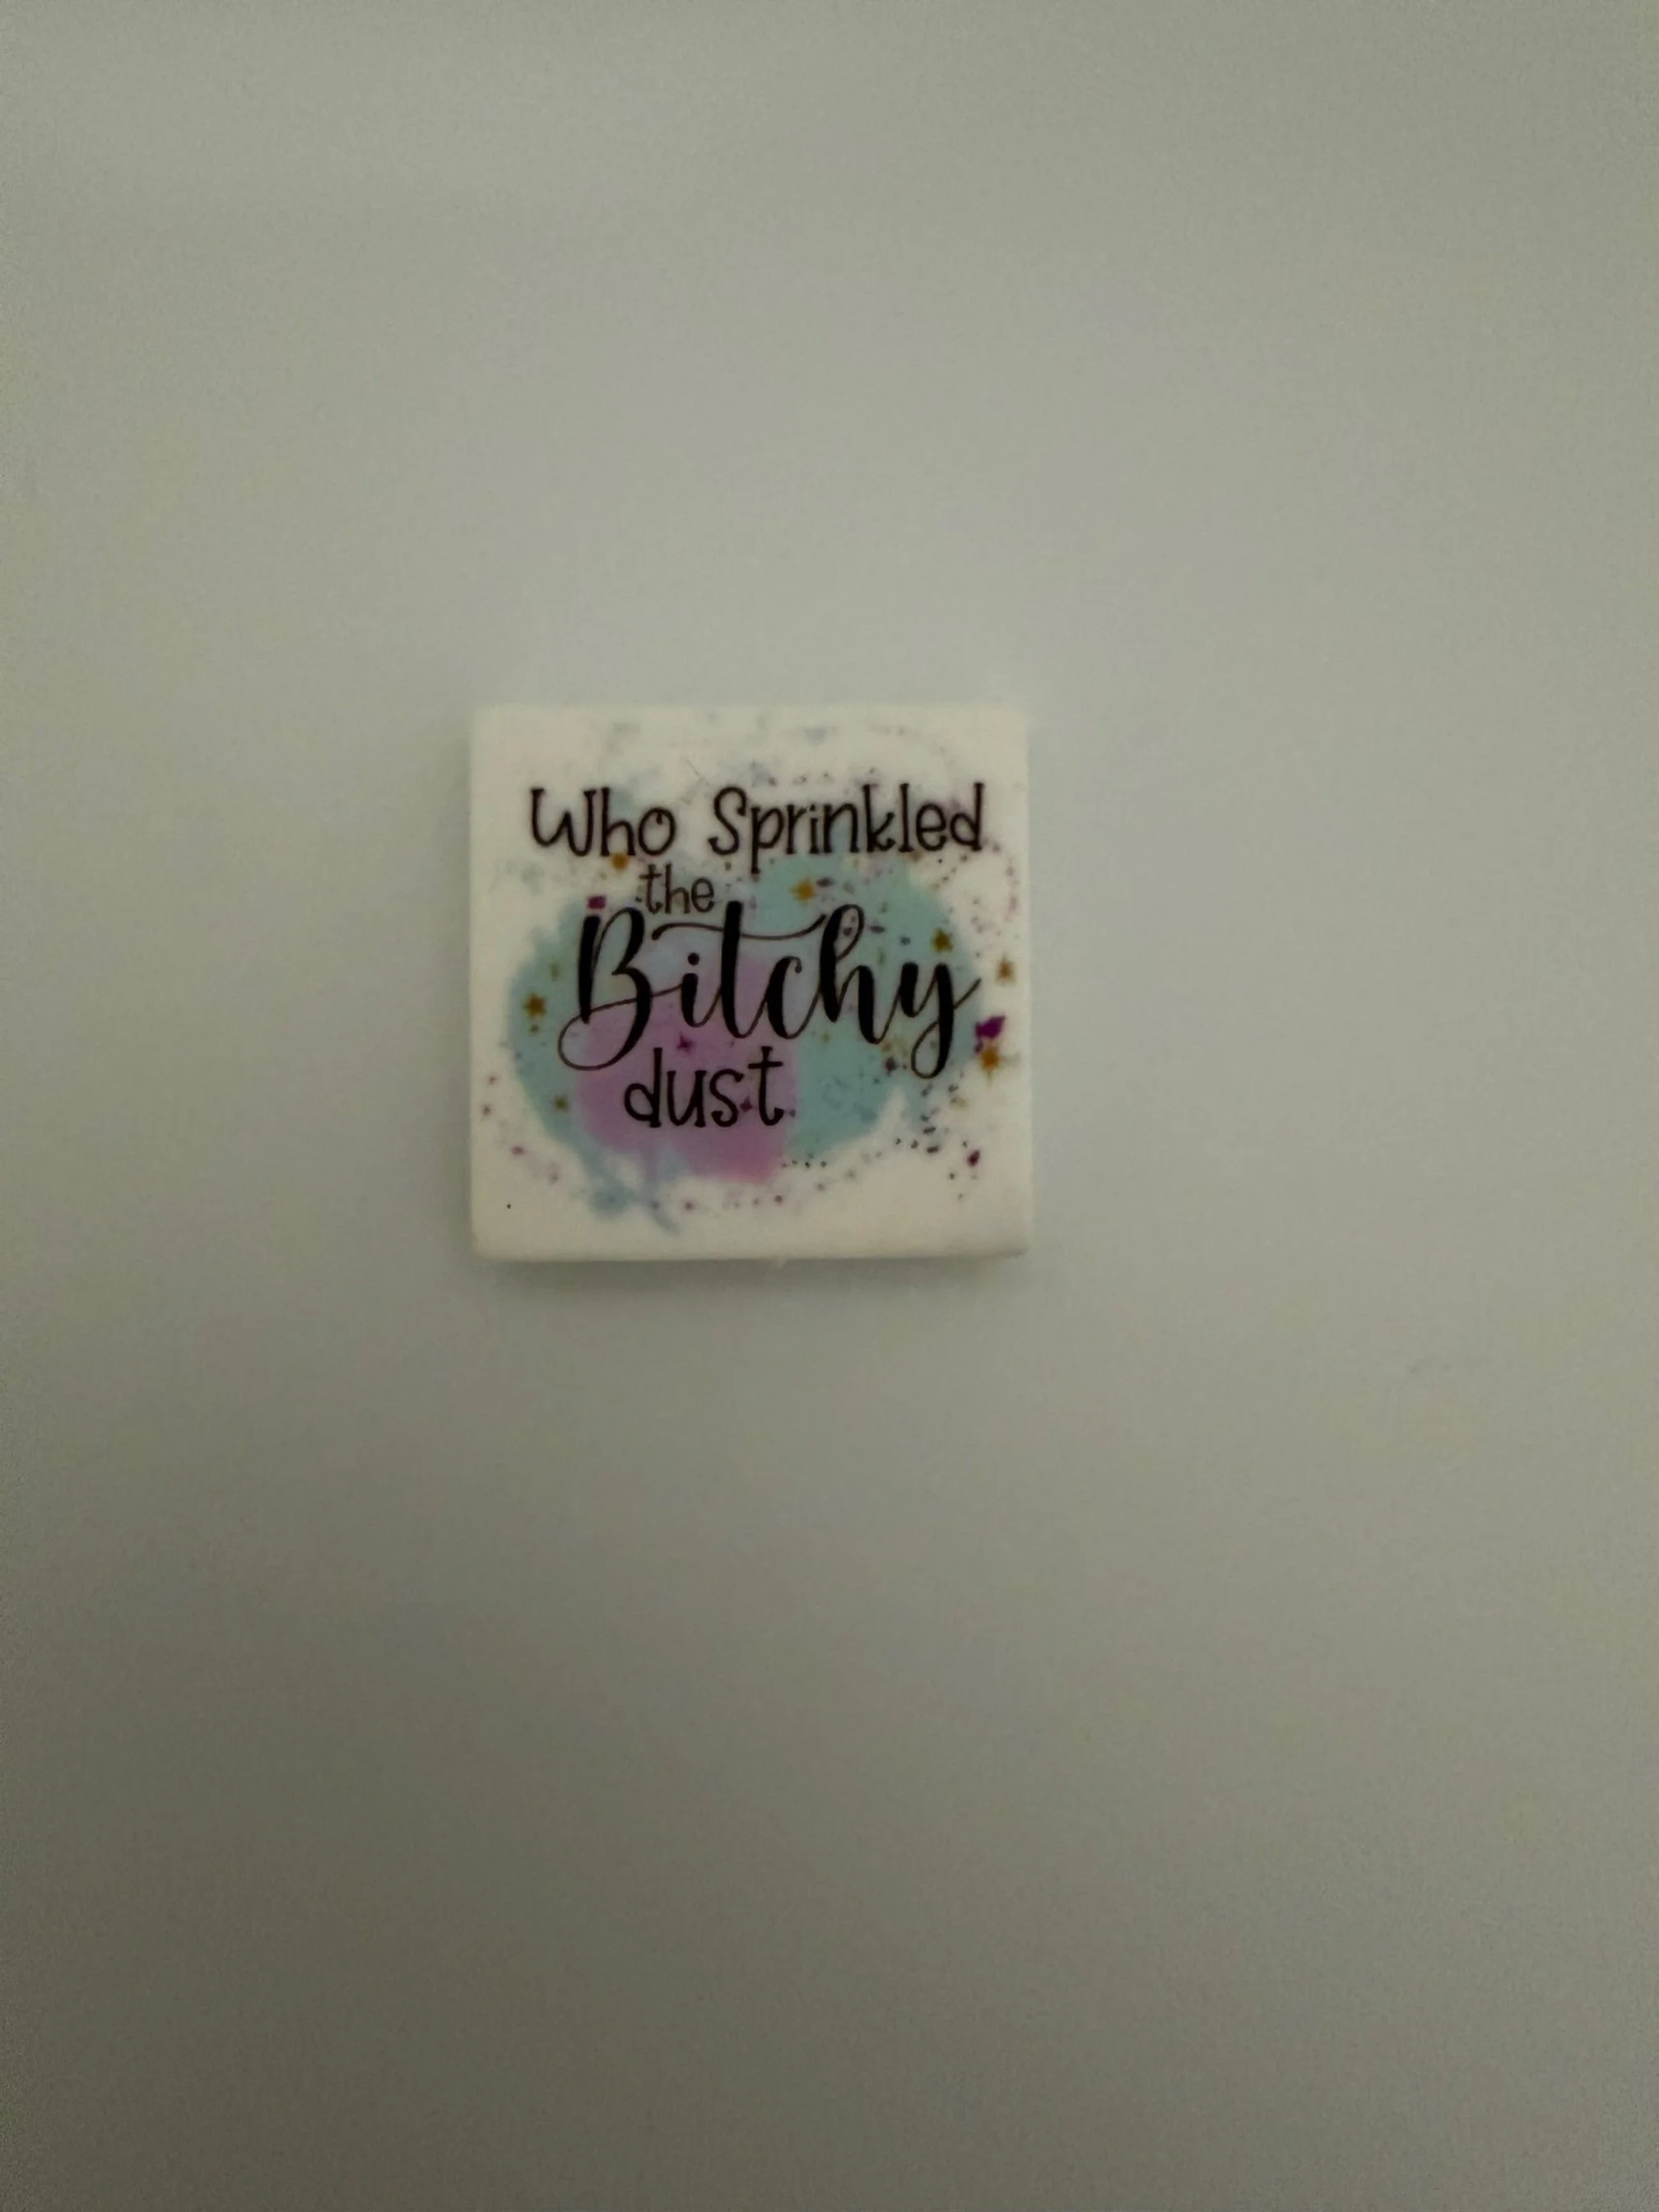 Who Sprinkled
the
Bitchy
dust